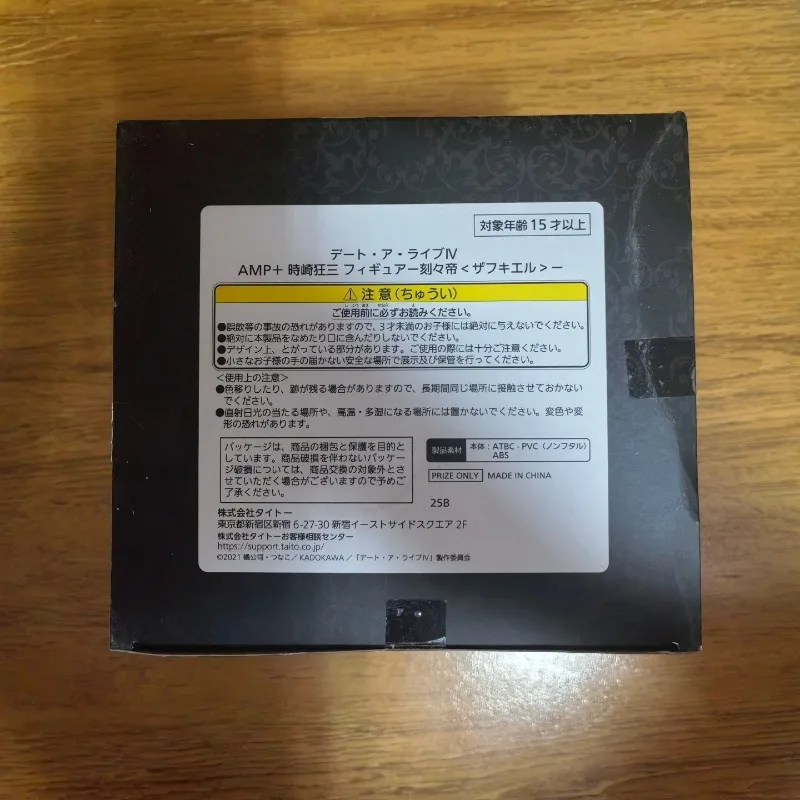 対象年齢 15 才以上
デート・ア・ライブⅣ
AMP＋ 時崎狂三 フィギュアー刻々帝＜ザフキエル＞ー
⚠ 注 意 (ちゅうい)
ご使用前に必ずお読みください。
●誤飲等の事故の恐れがありますので、3才未満のお子様には絶対に与えないでください。
●絶対に本製品をなめたり口に含んだりしないでください。
●デザイン上、とがっている部分があります。ご使用の際には十分ご注意ください。
●小さなお子様の手の届かない安全な場所で展示及び保管を行ってください。
＜使用上の注意＞
●色移りしたり、跡が残る場合がありますので、長期間同じ場所に接触させておかない
でください。
●直射日光の当たる場所や、高温・多湿になる場所には置かないでください。変色や変
形の恐れがあります。
パッケージは、商品の梱包と保護を目的と
しています。商品破損を伴わないパッケー
ジ破損については、商品交換の対象外とさ
せていただく場合がございますので予めご
了承ください。
製品素材 本体：ATBC - PVC（ノンフタル）
ABS
PRIZE ONLY MADE IN CHINA
25B
株式会社タイトー
東京都新宿区新宿 6-27-30 新宿イーストサイドスクエア 2F
株式会社タイトーお客様相談センター
https://support.taito.co.jp/
©2021 橘公司・つなこ／KADOKAWA／「デート・ア・ライブⅣ」製作委員会